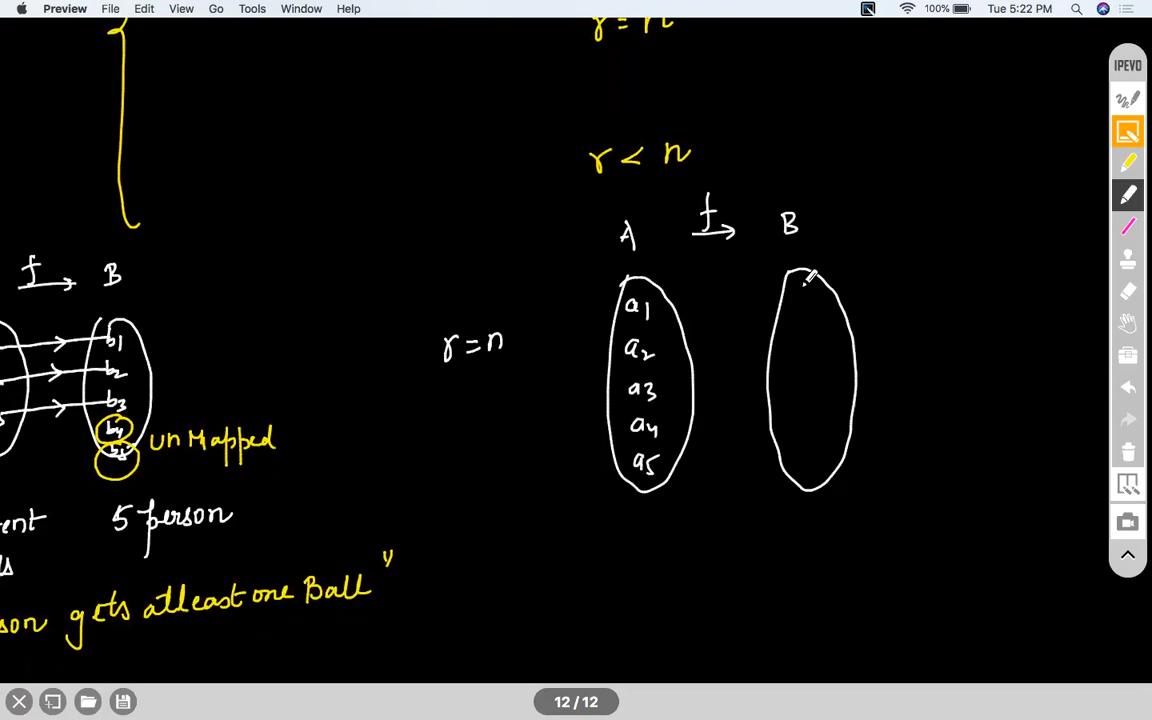 Preview File Edit View Go Tools Window Help 100% Tue 5:22 PM
IPEVO
r = n
r < n
A f B
a1
a2
a3
a4
a5
r = n
f B
b1
b2
b3
b4
b5
un Mapped
5 person
gets atleast one Ball"
12/12